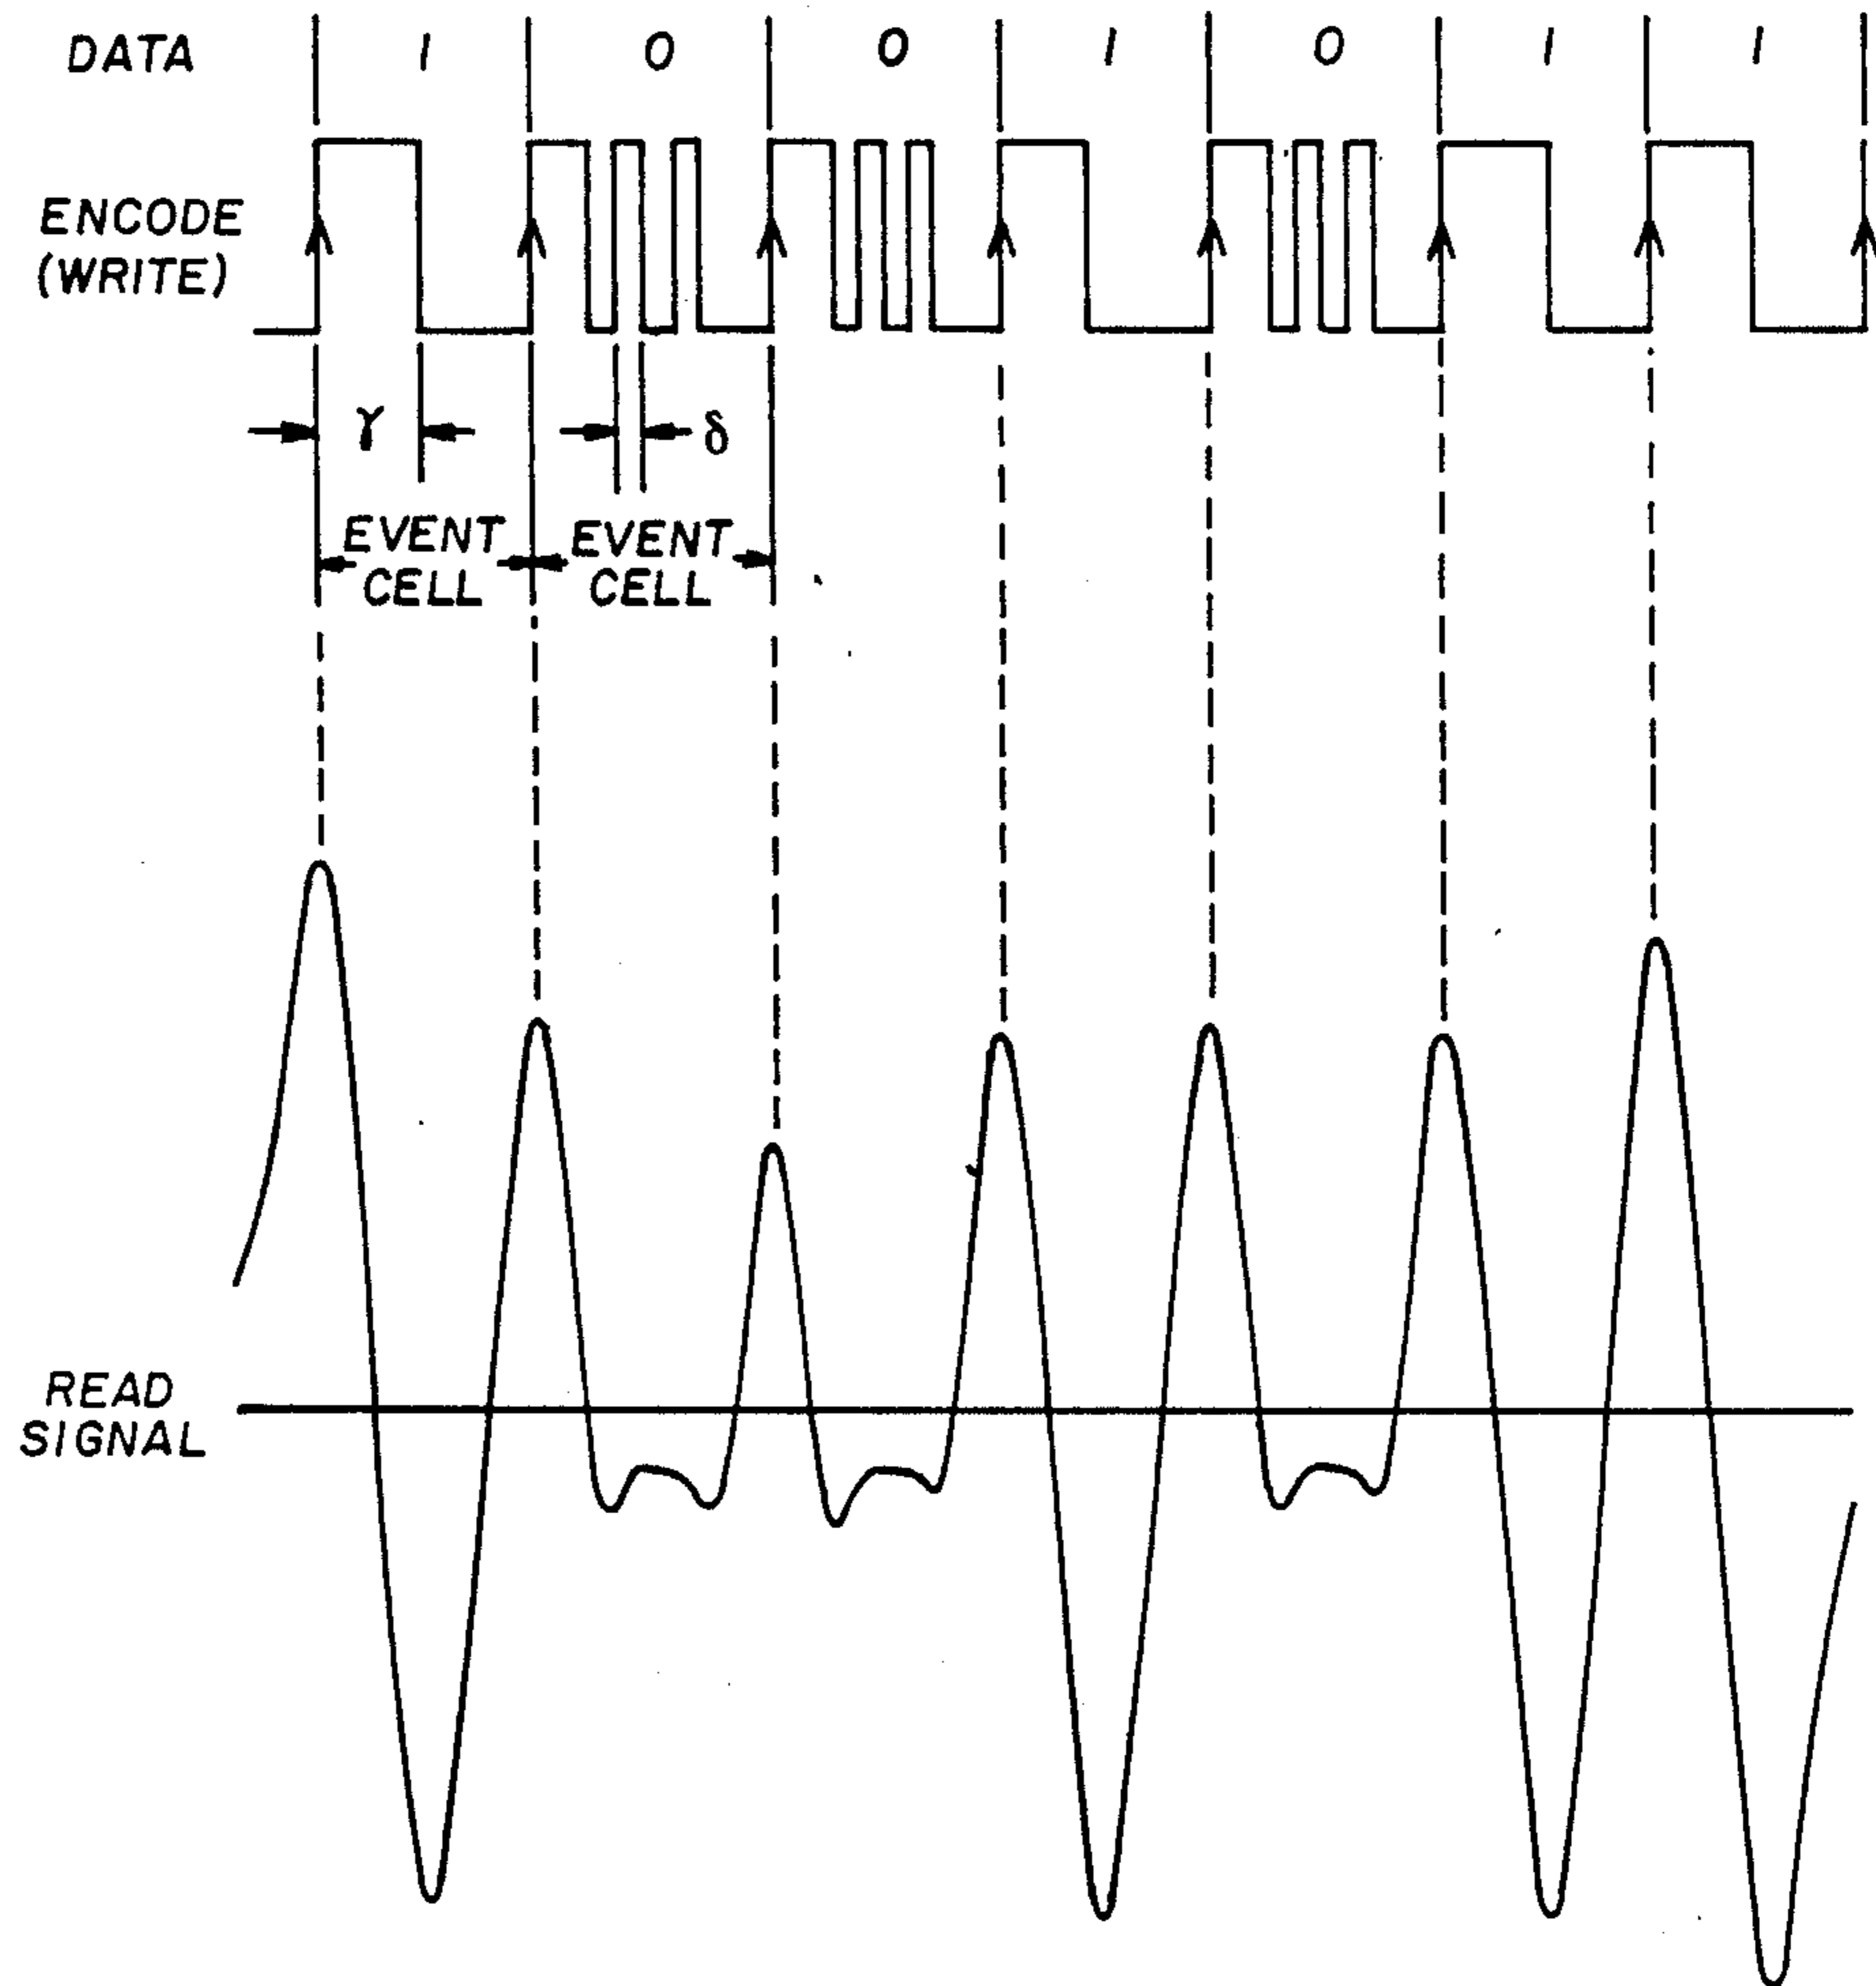 DATA 1 0 0 1 0 1 1
ENCODE
(WRITE)
γ δ
EVENT EVENT
CELL CELL
READ
SIGNAL